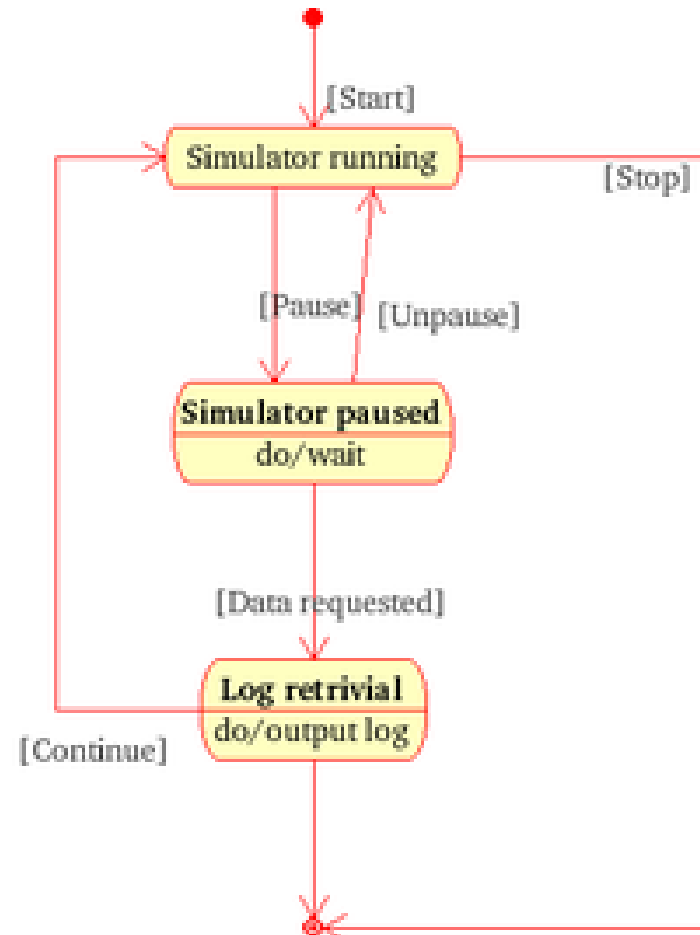 [Start]
Simulator running
[Stop]
[Pause]
[Unpause]
Simulator paused
do/wait
[Data requested]
Log retrivial
do/output log
[Continue]